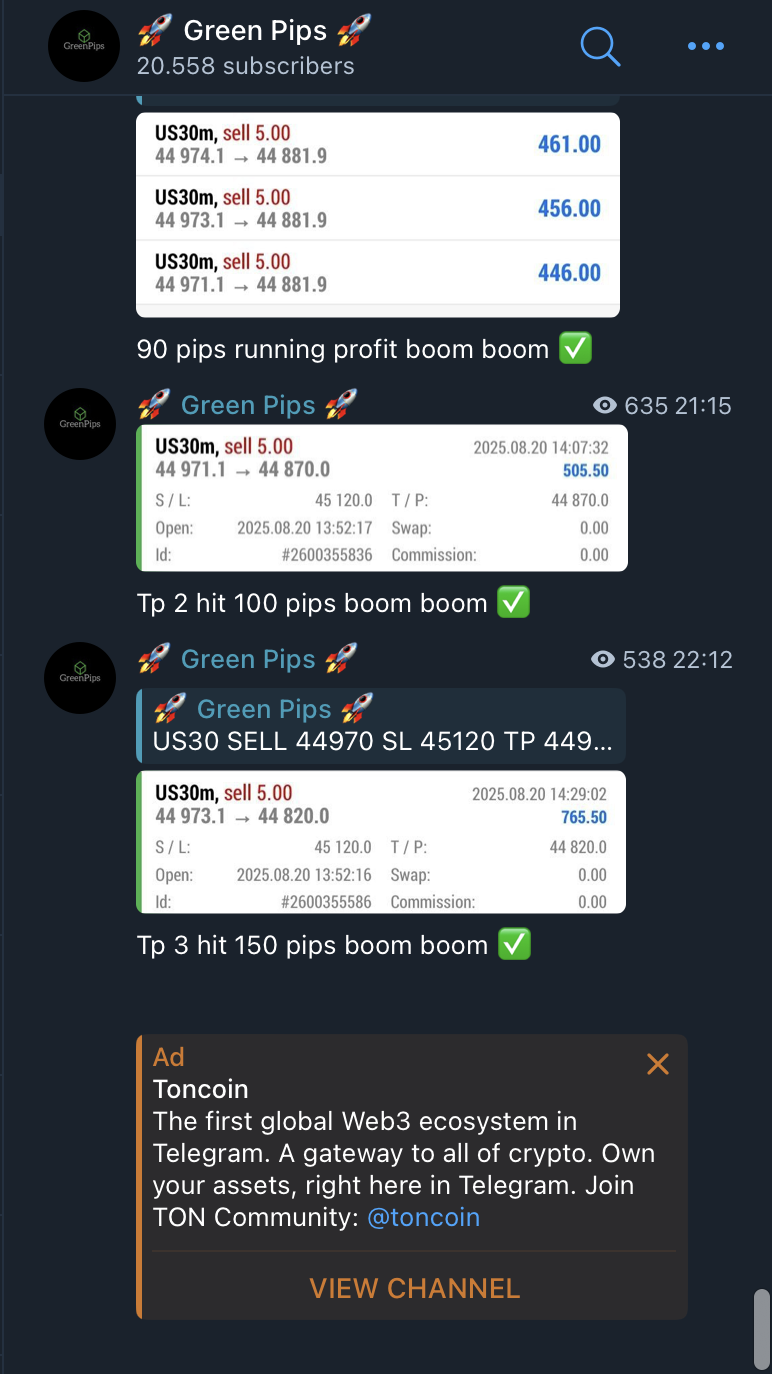 🚀 Green Pips 🚀
GreenPips
20.558 subscribers
US30m, sell 5.00
44 974.1 → 44 881.9 461.00
US30m, sell 5.00
44 973.1 → 44 881.9 456.00
US30m, sell 5.00
44 971.1 → 44 881.9 446.00
90 pips running profit boom boom ✅
GreenPips
🚀 Green Pips 🚀 635 21:15
US30m, sell 5.00 2025.08.20 14:07:32
44 971.1 → 44 870.0 505.50
S / L: 45 120.0 T / P: 44 870.0
Open: 2025.08.20 13:52:17 Swap: 0.00
Id: #2600355836 Commission: 0.00
Tp 2 hit 100 pips boom boom ✅
GreenPips
🚀 Green Pips 🚀 538 22:12
🚀 Green Pips 🚀
US30 SELL 44970 SL 45120 TP 449...
US30m, sell 5.00 2025.08.20 14:29:02
44 973.1 → 44 820.0 765.50
S / L: 45 120.0 T / P: 44 820.0
Open: 2025.08.20 13:52:16 Swap: 0.00
Id: #2600355586 Commission: 0.00
Tp 3 hit 150 pips boom boom ✅
Ad
Toncoin
The first global Web3 ecosystem in
Telegram. A gateway to all of crypto. Own
your assets, right here in Telegram. Join
TON Community: @toncoin
VIEW CHANNEL